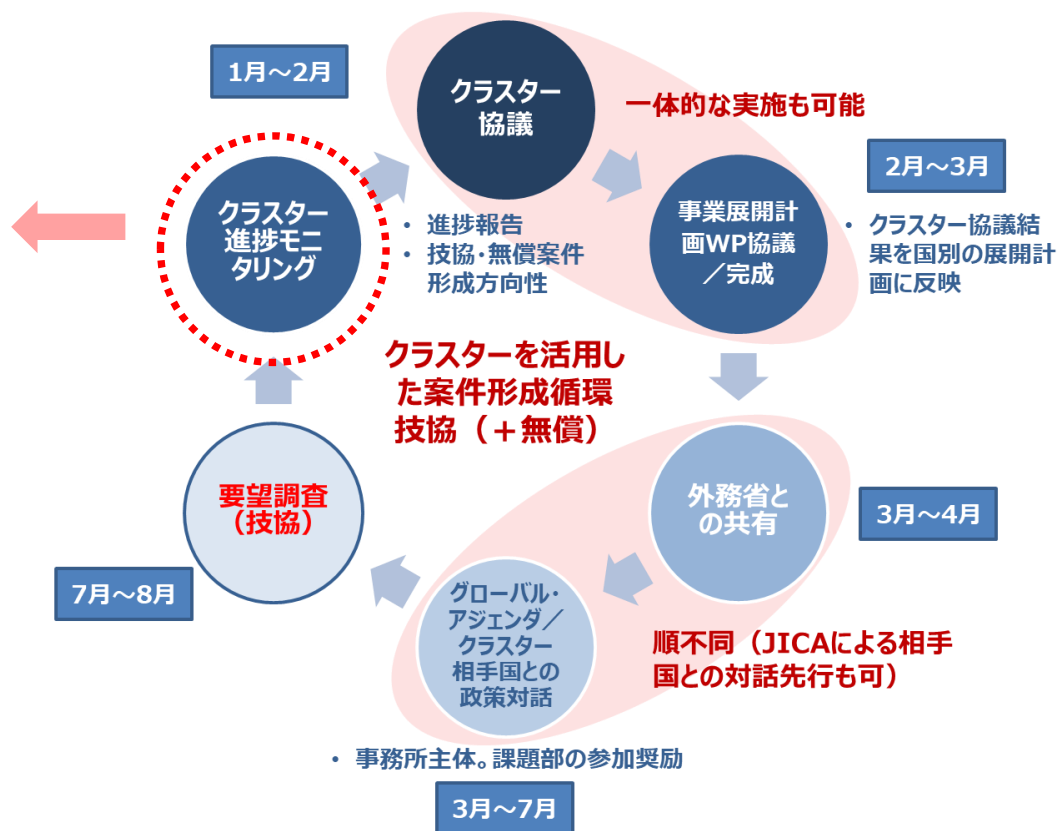 1月～2月
クラスター
協議
一体的な実施も可能
2月～3月
クラスター
進捗モニ
タリング
• 進捗報告
• 技協・無償案件
形成方向性
事業展開計
画WP協議
／完成
• クラスター協議結
果を国別の展開計
画に反映
クラスターを活用し
た案件形成循環
技協（＋無償）
要望調査
（技協）
外務省と
の共有
3月～4月
7月～8月
グローバル・
アジェンダ／
クラスター
相手国との
政策対話
順不同（JICAによる相手
国との対話先行も可）
• 事務所主体。課題部の参加奨励
3月～7月